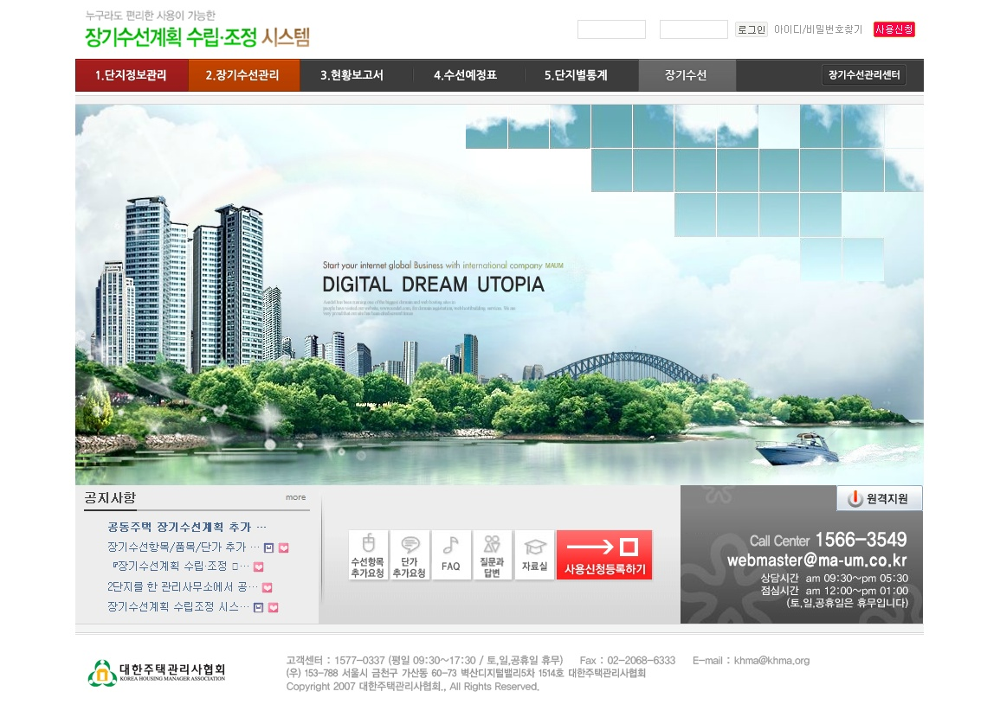 누구라도 편리한 사용이 가능한
장기수선계획 수립·조정 시스템
로그인 아이디/비밀번호찾기 사용신청
1.단지정보관리 2.장기수선관리 3.현황보고서 4.수선예정표 5.단지별통계 장기수선 장기수선관리센터
Start your internet global Business with international company MAUM
DIGITAL DREAM UTOPIA
공지사항 more
공동주택 장기수선계획 추가 …
장기수선항목/품목/단가 추가 …
『장기수선계획 수립·조정 □…
2단지를 한 관리사무소에서 공…
장기수선계획 수립조정 시스…
수선항목 추가요청
단가 추가요청
FAQ
질문과 답변
자료실
사용신청등록하기
원격지원
Call Center 1566-3549
webmaster@ma-um.co.kr
상담시간 am 09:30~pm 05:30
점심시간 am 12:00~pm 01:00
(토,일,공휴일은 휴무입니다)
대한주택관리사협회
KOREA HOUSING MANAGER ASSOCIATION
고객센터 : 1577-0337 (평일 09:30~17:30 / 토,일,공휴일 휴무) Fax : 02-2068-6333 E-mail : khma@khma.org
(우) 153-788 서울시 금천구 가산동 60-73 벽산디지털밸리5차 1514호 대한주택관리사협회
Copyright 2007 대한주택관리사협회., All Rights Reserved.